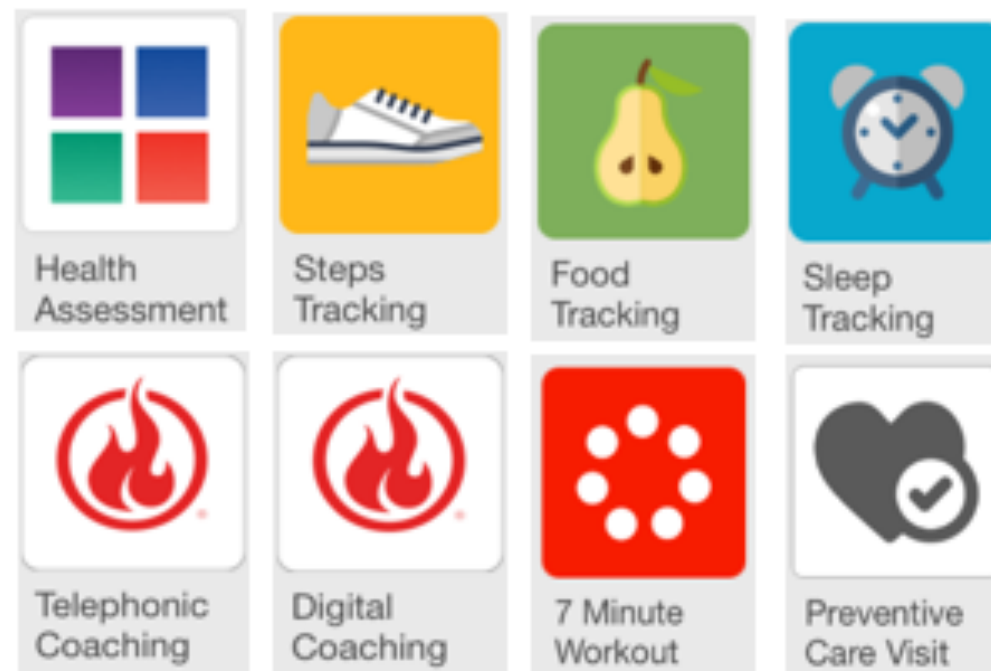 Health
Assessment
Steps
Tracking
Food
Tracking
Sleep
Tracking
Telephonic
Coaching
Digital
Coaching
7 Minute
Workout
Preventive
Care Visit